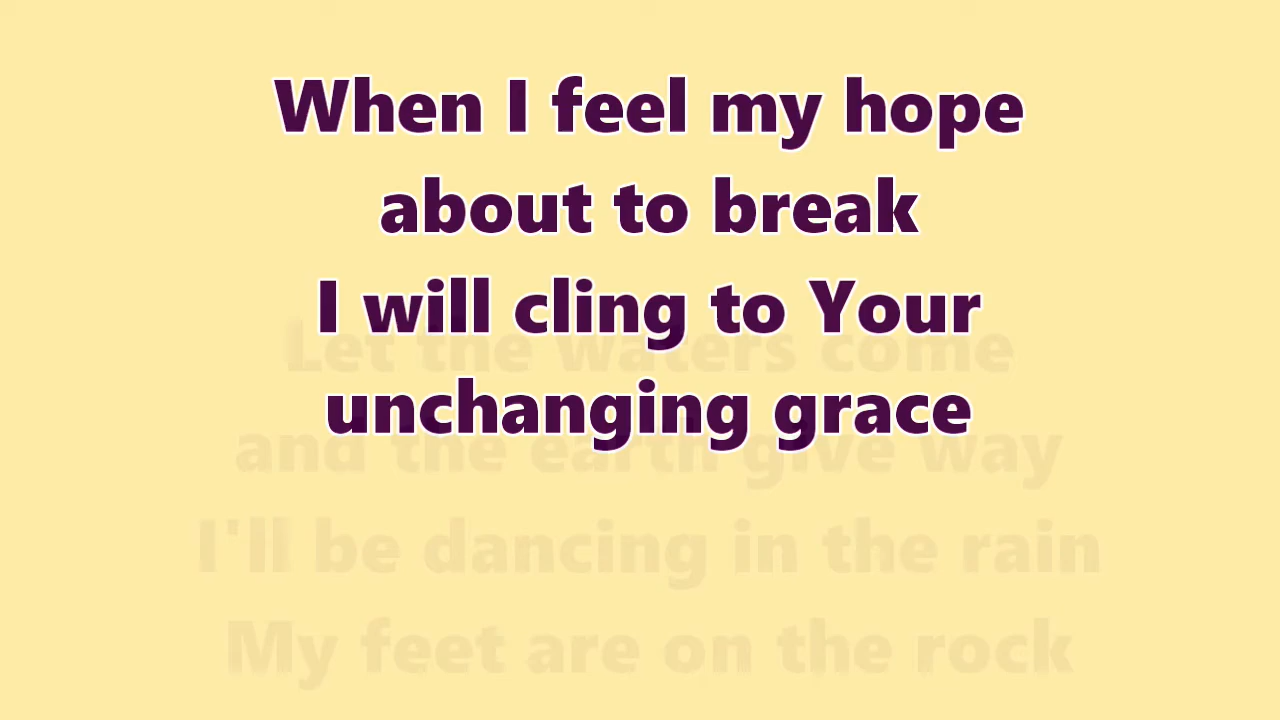 When I feel my hope
about to break
I will cling to Your
unchanging grace
Let the waters come
and the earth give way
I'll be dancing in the rain
My feet are on the rock